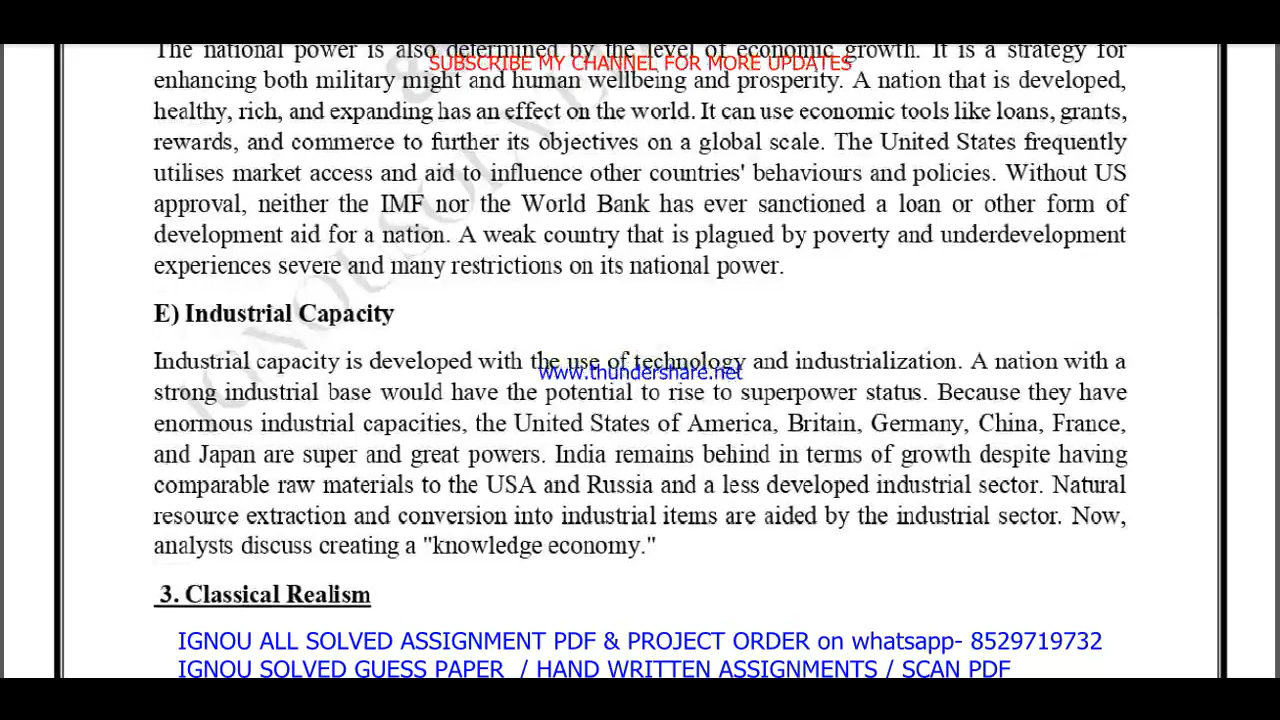 The national power is also determined by the level of economic growth. It is a strategy for
SUBSCRIBE MY CHANNEL FOR MORE UPDATES
enhancing both military might and human wellbeing and prosperity. A nation that is developed,
healthy, rich, and expanding has an effect on the world. It can use economic tools like loans, grants,
rewards, and commerce to further its objectives on a global scale. The United States frequently
utilises market access and aid to influence other countries' behaviours and policies. Without US
approval, neither the IMF nor the World Bank has ever sanctioned a loan or other form of
development aid for a nation. A weak country that is plagued by poverty and underdevelopment
experiences severe and many restrictions on its national power.
E) Industrial Capacity
Industrial capacity is developed with the use of technology and industrialization. A nation with a
www.thundershare.net
strong industrial base would have the potential to rise to superpower status. Because they have
enormous industrial capacities, the United States of America, Britain, Germany, China, France,
and Japan are super and great powers. India remains behind in terms of growth despite having
comparable raw materials to the USA and Russia and a less developed industrial sector. Natural
resource extraction and conversion into industrial items are aided by the industrial sector. Now,
analysts discuss creating a "knowledge economy."
3. Classical Realism
IGNOU ALL SOLVED ASSIGNMENT PDF & PROJECT ORDER on whatsapp- 8529719732
IGNOU SOLVED GUESS PAPER / HAND WRITTEN ASSIGNMENTS / SCAN PDF